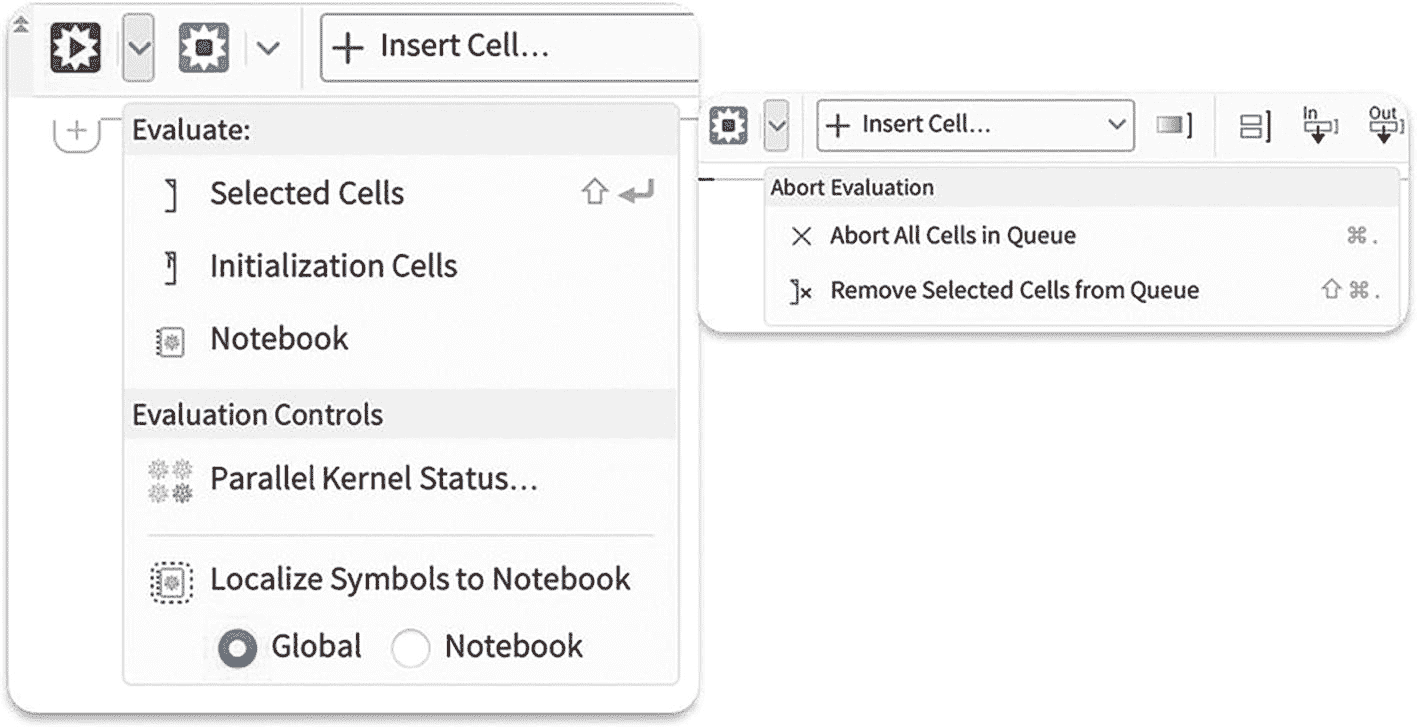 Insert Cell...
Evaluate:
Selected Cells
Initialization Cells
Notebook
Evaluation Controls
Parallel Kernel Status...
Localize Symbols to Notebook
Global Notebook
Insert Cell...
In Out
Abort Evaluation
Abort All Cells in Queue ⌘ .
Remove Selected Cells from Queue ⇧ ⌘ .